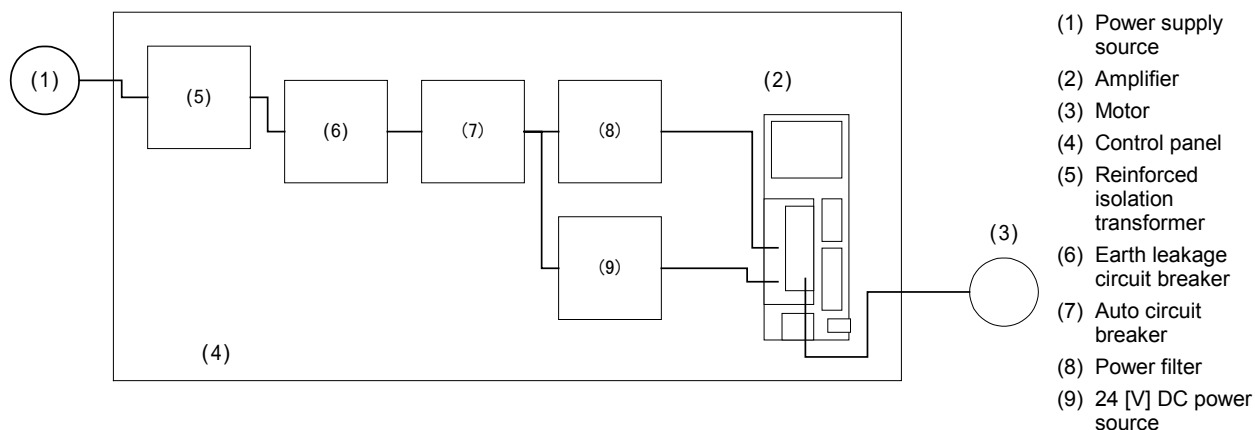 (1)
(5)
(6)
(7)
(8)
(9)
(2)
(3)
(4)
(1) Power supply
source
(2) Amplifier
(3) Motor
(4) Control panel
(5) Reinforced
isolation
transformer
(6) Earth leakage
circuit breaker
(7) Auto circuit
breaker
(8) Power filter
(9) 24 [V] DC power
source